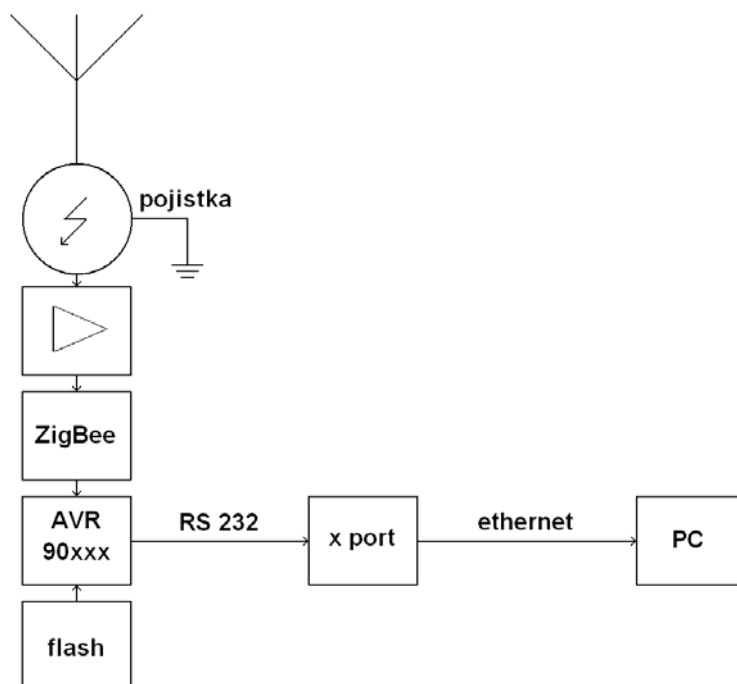 pojistka
ZigBee
AVR
90xxx
RS 232
x port
ethernet
PC
flash